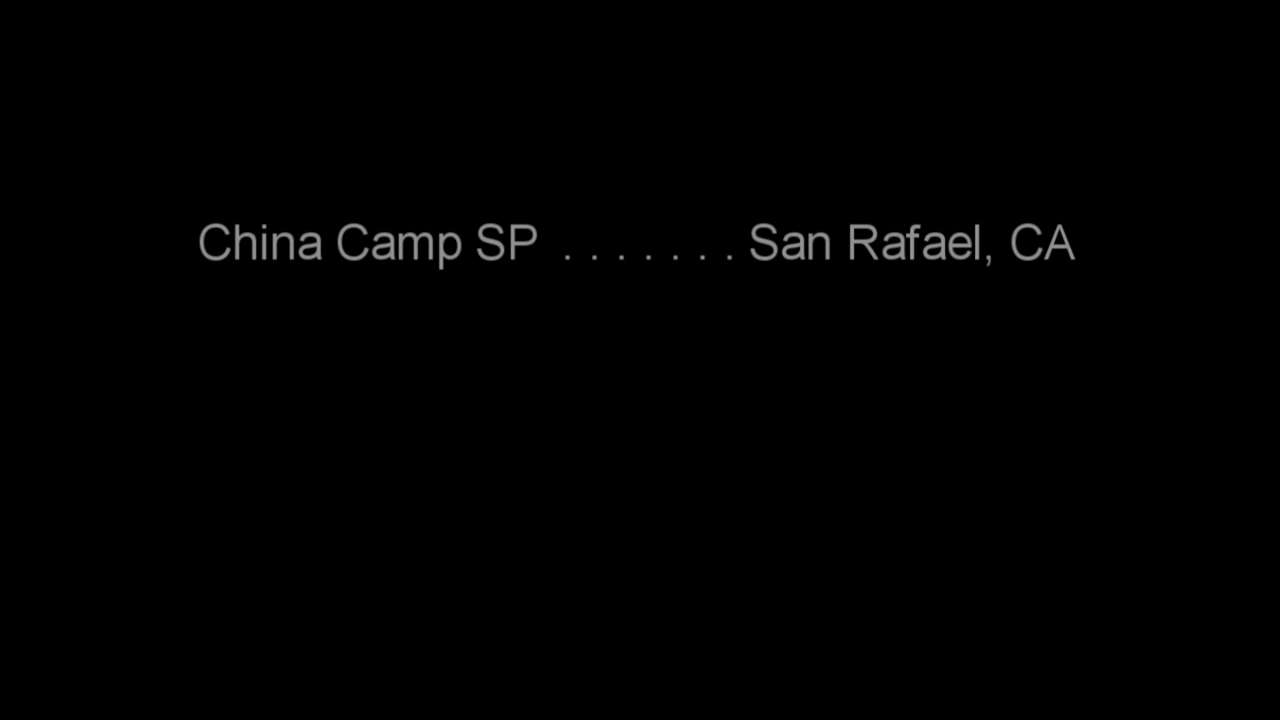 China Camp SP . . . . . . . San Rafael, CA